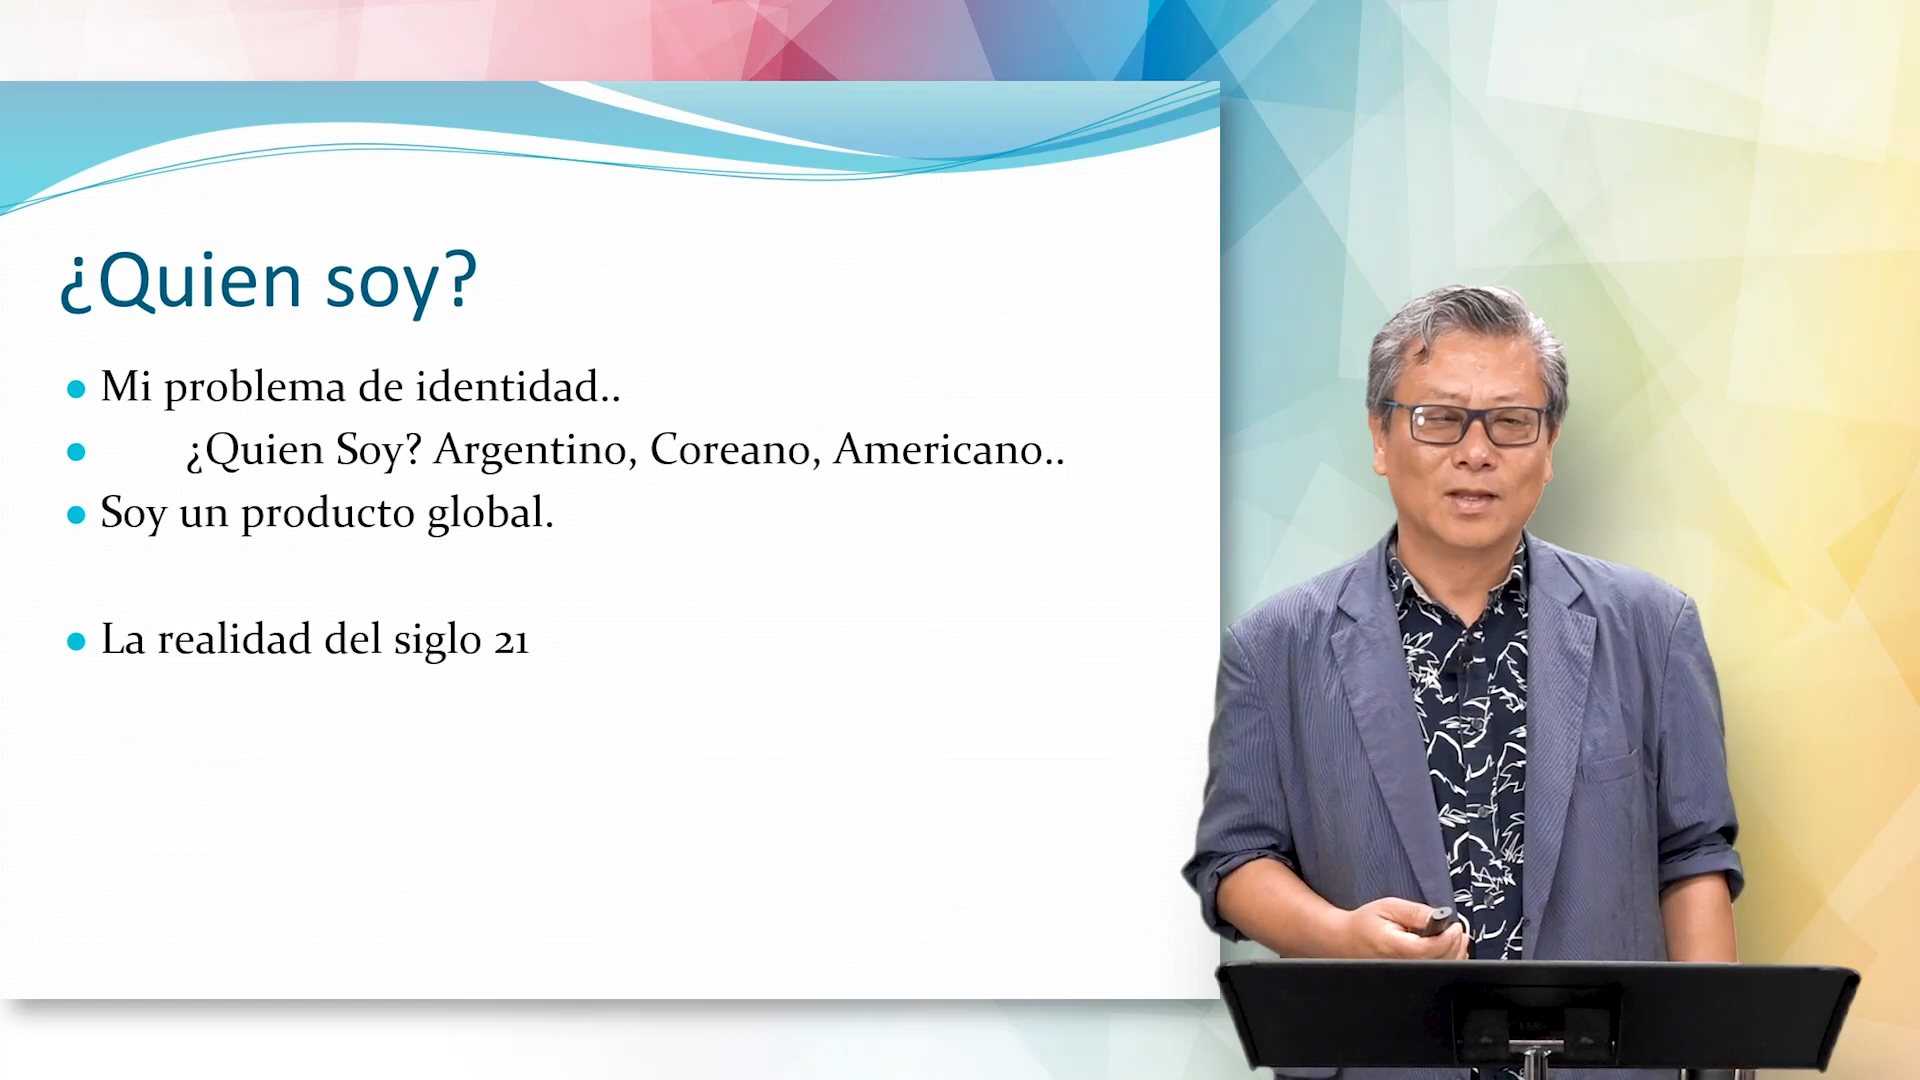 ¿Quien soy?
Mi problema de identidad..
¿Quien Soy? Argentino, Coreano, Americano..
Soy un producto global.
La realidad del siglo 21